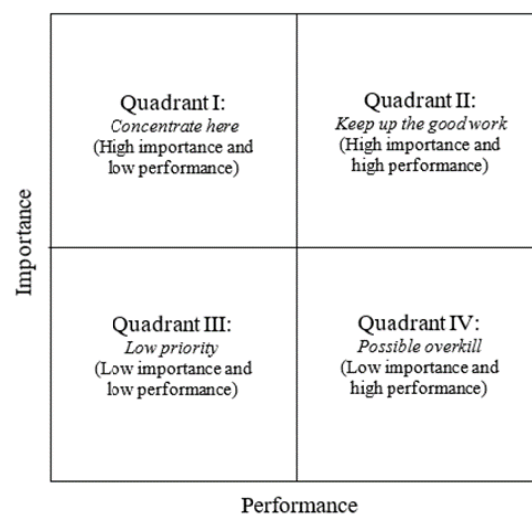 Importance
Quadrant I:
Concentrate here
(High importance and
low performance)
Quadrant II:
Keep up the good work
(High importance and
high performance)
Quadrant III:
Low priority
(Low importance and
low performance)
Quadrant IV:
Possible overkill
(Low importance and
high performance)
Performance